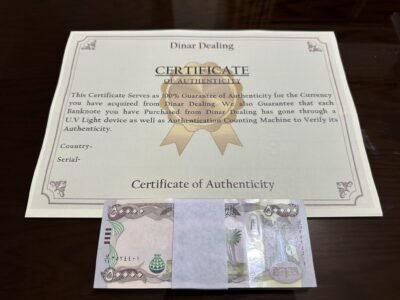 Dinar Dealing
CERTIFICATE
OF AUTHENTICITY
This Certificate Serves as 100% Guarantee of Authenticity for the Currency
you have acquired from Dinar Dealing. We also Guarantee that each
Banknote you have Purchased from Dinar Dealing has gone through a
U.V Light device as well as Authentication Counting Machine to Verify its
Authenticity.
Country-
Serial-
Certificate of Authenticity